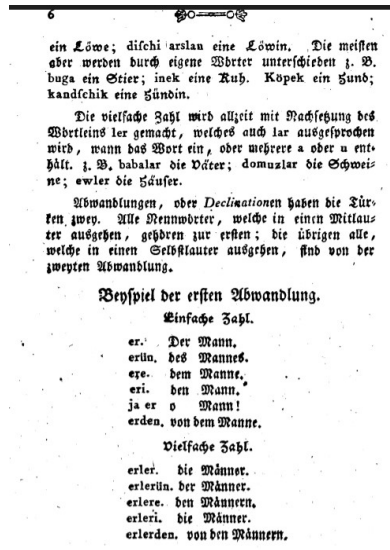 6
ein Löwe; dischi arslan eine Löwin. Die meisten
aber werden durch eigene Wörter unterschieden z. B.
buga ein Stier; inek eine Kuh. Köpek ein Hund;
kandschik eine Hündin.
Die vielfache Zahl wird allzeit mit Nachsetzung des
Wörtleins ler gemacht, welches auch lar ausgesprochen
wird, wann das Wort ein, oder mehrere a oder u ent-
hält. z. B. babalar die Väter; domuzlar die Schwei-
ne; ewler die Häuser.
Abwandlungen, oder Declinationen haben die Tür-
ken zwey. Alle Nennwörter, welche in einen Mitlau-
ter ausgehen, gehören zur ersten; die übrigen alle,
welche in einen Selbstlauter ausgehen, sind von der
zweyten Abwandlung.
Beyspiel der ersten Abwandlung.
Einfache Zahl.
er. Der Mann.
erün. des Mannes.
ere. dem Manne.
eri. den Mann.
ja er o Mann!
erden. von dem Manne.
Vielfache Zahl.
erler. die Männer.
erlerün. der Männer.
erlere. den Männern.
erleri. die Männer.
erlerden. von den Männern.